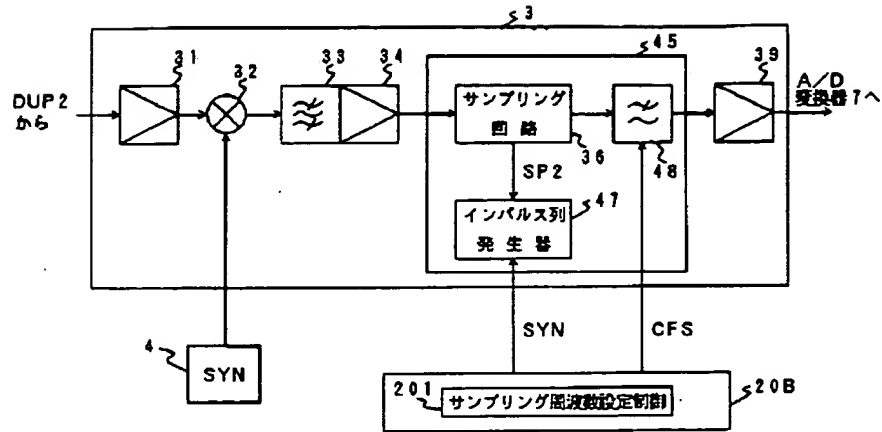 3
31
32
33
34
45
39
DUP2
から
サンプリング
回路
36
48
A/D
変換器7へ
SP2
47
インパルス列
発生器
SYN
CFS
4
SYN
201
サンプリング周波数設定制御
20B